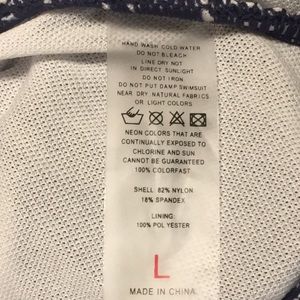 HAND WASH COLD WATER
DO NOT BLEACH
LINE DRY NOT
IN DIRECT SUNLIGHT
DO NOT IRON
DO NOT PUT DAMP SWIMSUIT
NEAR DRY NATURAL FABRICS
OR LIGHT COLORS
NEON COLORS THAT ARE
CONTINUALLY EXPOSED TO
CHLORINE AND SUN
CANNOT BE GUARANTEED
100% COLORFAST
SHELL: 82% NYLON
18% SPANDEX
LINING:
100% POLYESTER
L
MADE IN CHINA